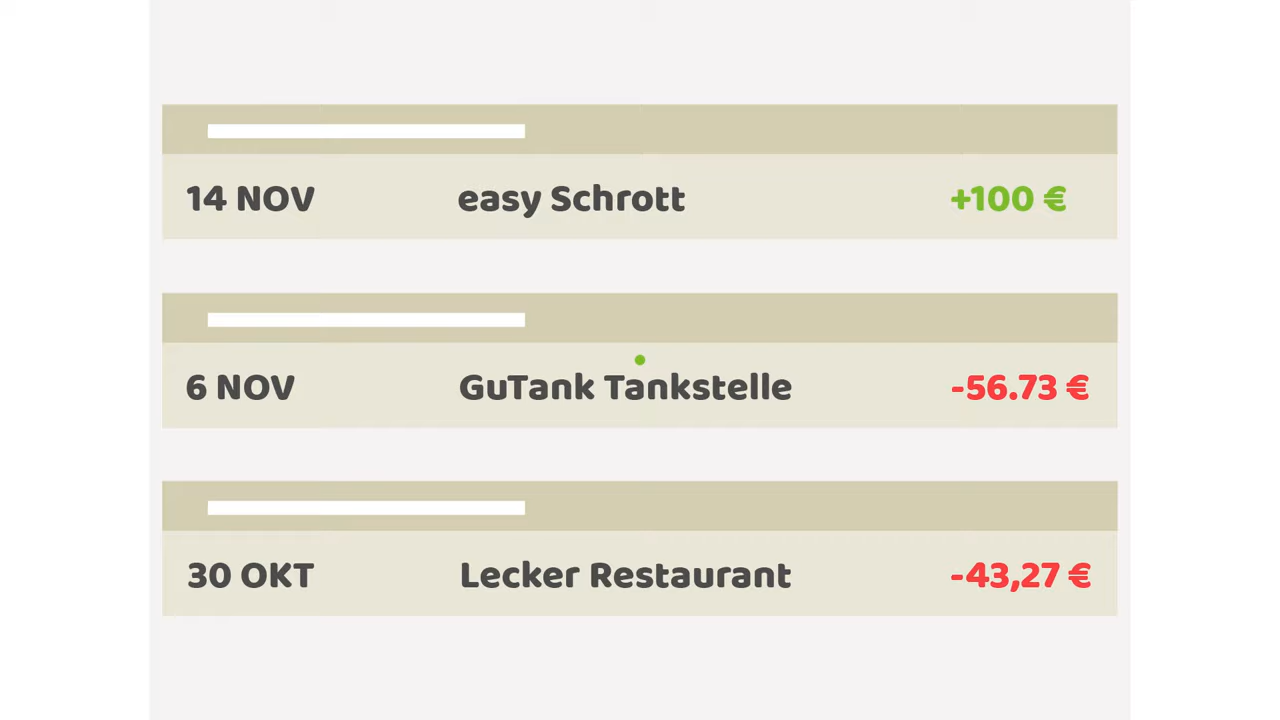 14 NOV easy Schrott +100 €
6 NOV GuTank Tankstelle -56.73 €
30 OKT Lecker Restaurant -43,27 €